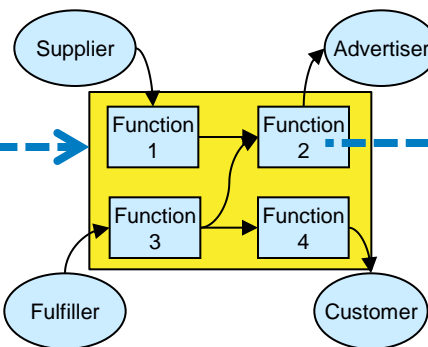 Supplier
Advertiser
Function
1
Function
2
Function
3
Function
4
Fulfiller
Customer